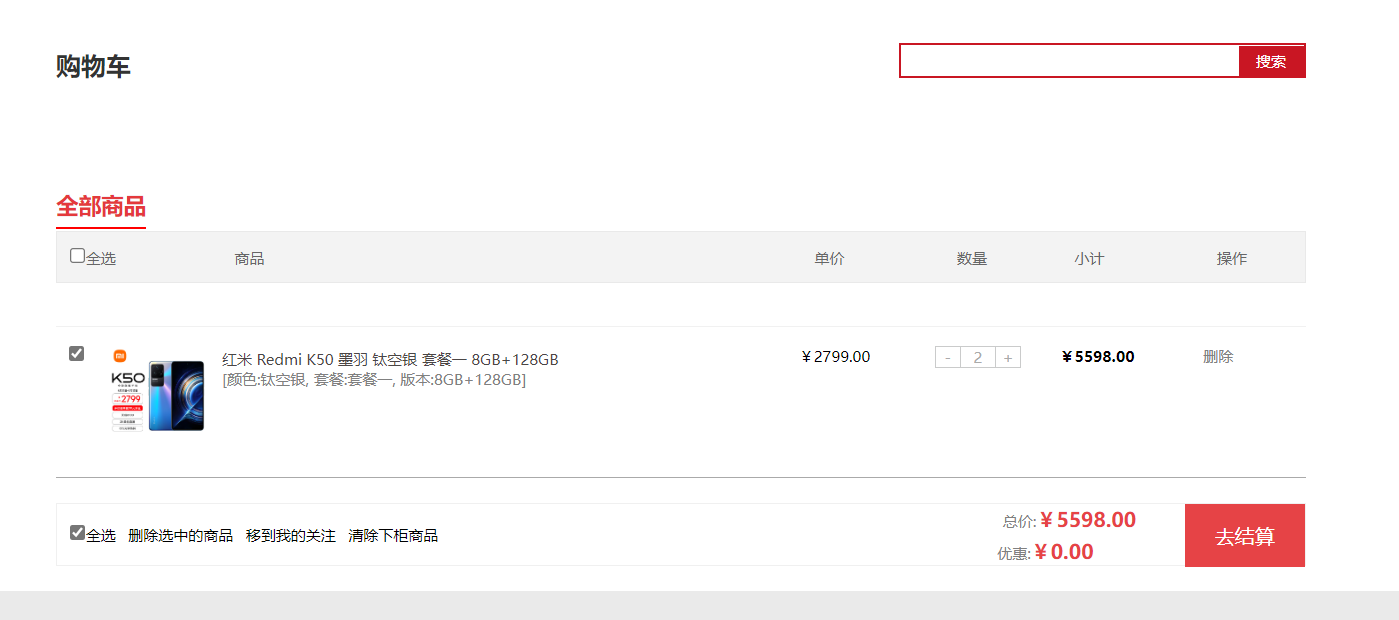 购物车
搜索
全部商品
全选 商品 单价 数量 小计 操作
K50
2799
红米 Redmi K50 墨羽 钛空银 套餐一 8GB+128GB
[颜色:钛空银, 套餐:套餐一, 版本:8GB+128GB]
¥2799.00 - 2 + ¥5598.00 删除
全选 删除选中的商品 移到我的关注 清除下柜商品
总价: ¥5598.00
优惠: ¥0.00
去结算